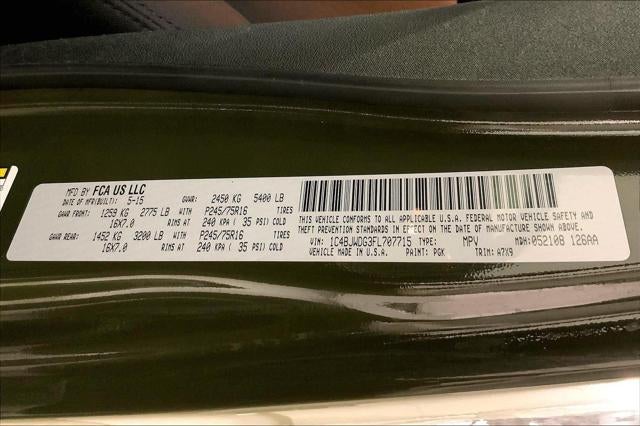 MFD BY FCA US LLC
DATE OF MFR(BUILT): 5-15 GVWR: 2450 KG 5400 LB
GAWR FRONT: 1259 KG 2775 LB WITH P245/75R16 TIRES
16X7.0 RIMS AT 240 KPA ( 35 PSI) COLD
GAWR REAR: 1452 KG 3200 LB WITH P245/75R16 TIRES
16X7.0 RIMS AT 240 KPA ( 35 PSI) COLD
THIS VEHICLE CONFORMS TO ALL APPLICABLE U.S.A. FEDERAL MOTOR VEHICLE SAFETY AND
THEFT PREVENTION STANDARDS IN EFFECT ON THE DATE OF MANUFACTURE SHOWN ABOVE.
VIN: 1C4BJWDG3FL707715 TYPE: MPV MDH: 052108 126AA
VEHICLE MADE IN U.S.A. PAINT: PGK TRIM: A7X9